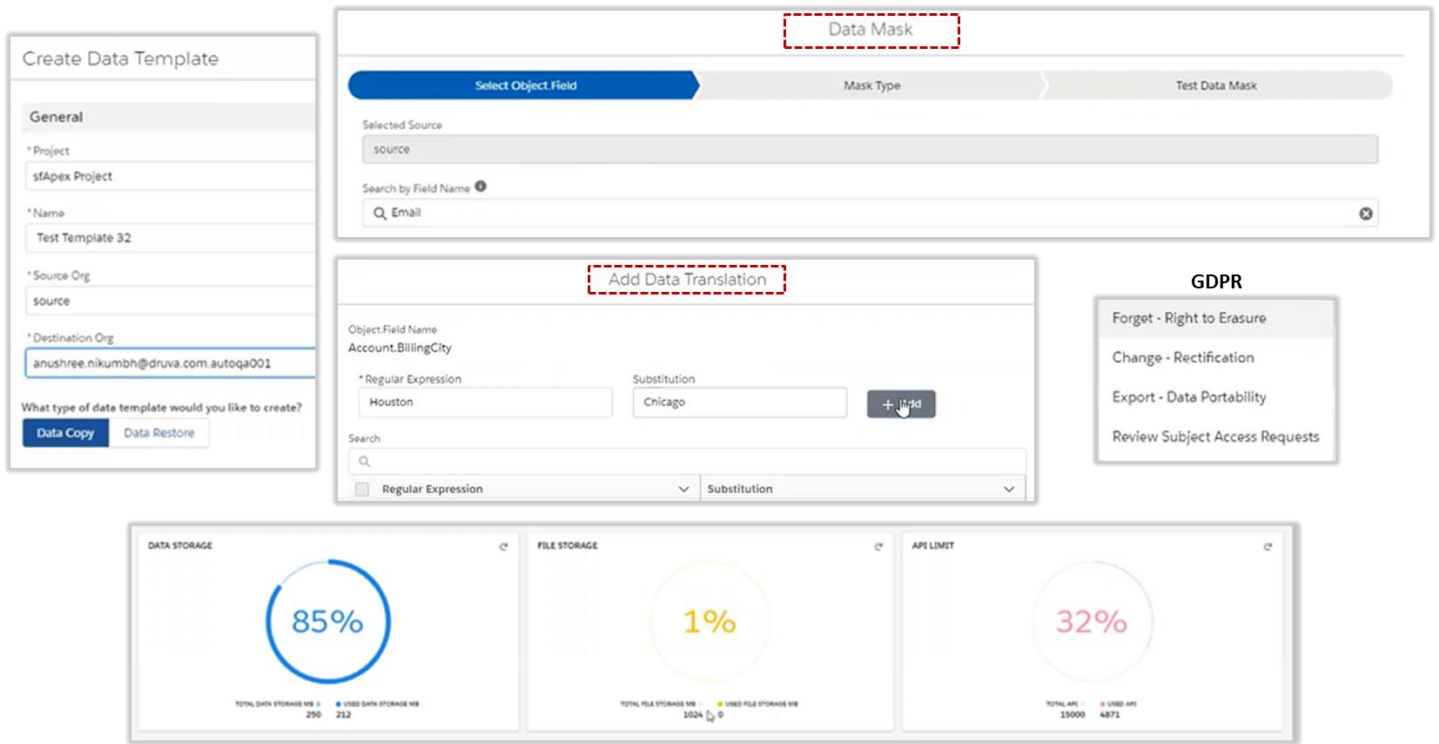 Create Data Template
General
* Project
sfApex Project
* Name
Test Template 32
* Source Org
source
* Destination Org
anushree.nikumbh@druva.com.autoqa001
What type of data template would you like to create?
Data Copy Data Restore
Data Mask
Select Object.Field Mask Type Test Data Mask
Selected Source
source
Search by Field Name
Email
Add Data Translation
Object.Field Name
Account.BillingCity
* Regular Expression Substitution
Houston Chicago + Add
Search
Regular Expression Substitution
GDPR
Forget - Right to Erasure
Change - Rectification
Export - Data Portability
Review Subject Access Requests
DATA STORAGE
85%
TOTAL DATA STORAGE MB USED DATA STORAGE MB
250 212
FILE STORAGE
1%
TOTAL FILE STORAGE MB USED FILE STORAGE MB
1024 0
API LIMIT
32%
TOTAL API USED API
15000 4871